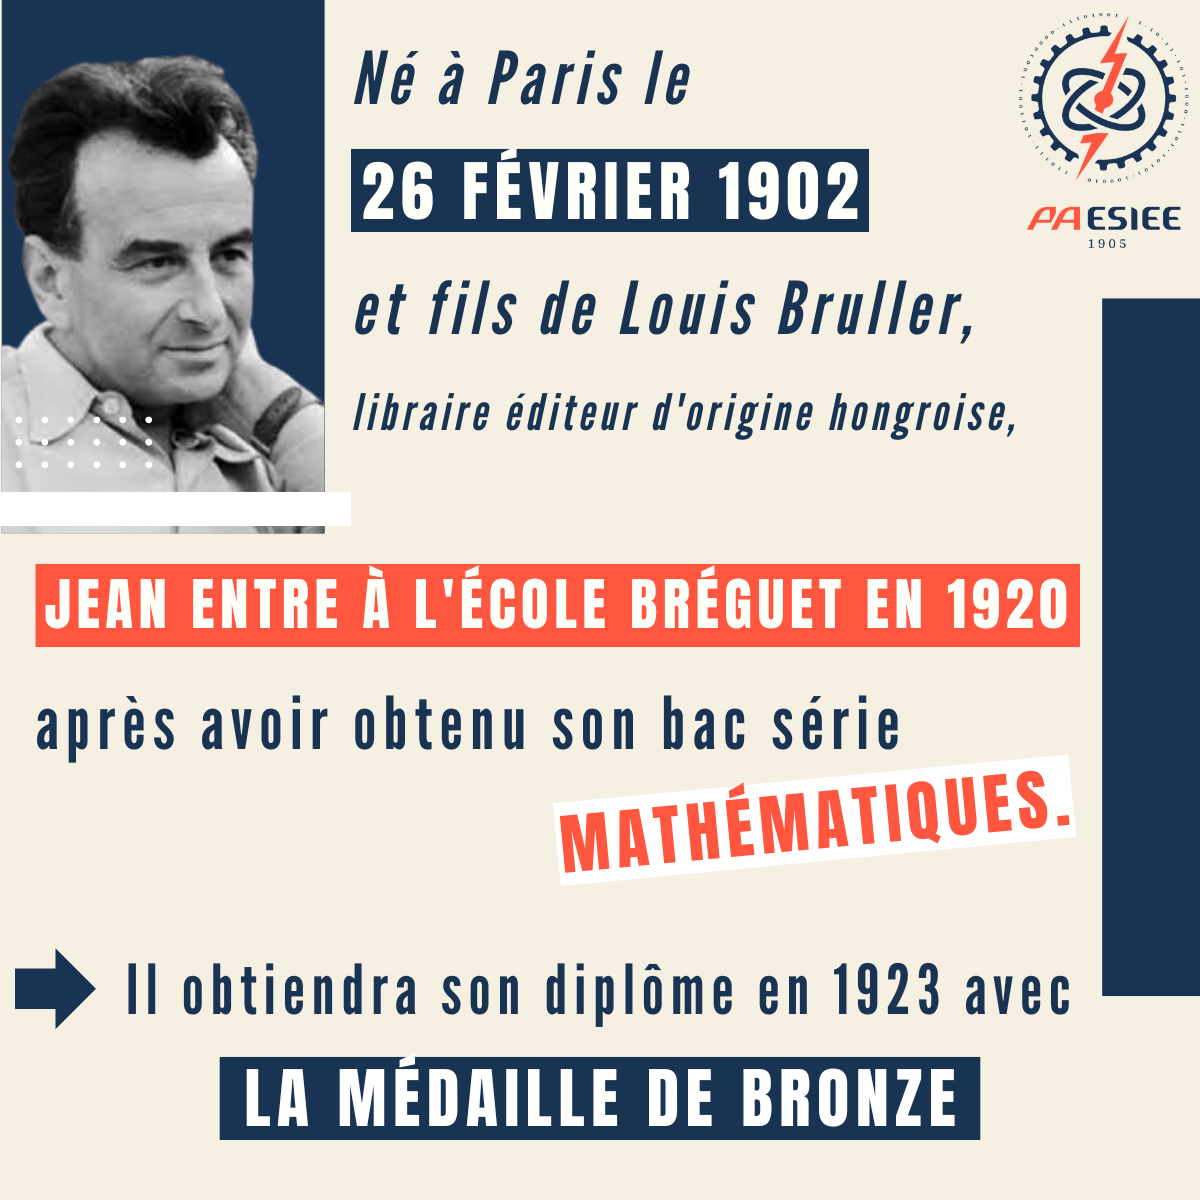 Né à Paris le
26 FÉVRIER 1902
et fils de Louis Bruller,
libraire éditeur d'origine hongroise,
PAESIEE
1905
JEAN ENTRE À L'ÉCOLE BRÉGUET EN 1920
après avoir obtenu son bac série
MATHÉMATIQUES.
Il obtiendra son diplôme en 1923 avec
LA MÉDAILLE DE BRONZE